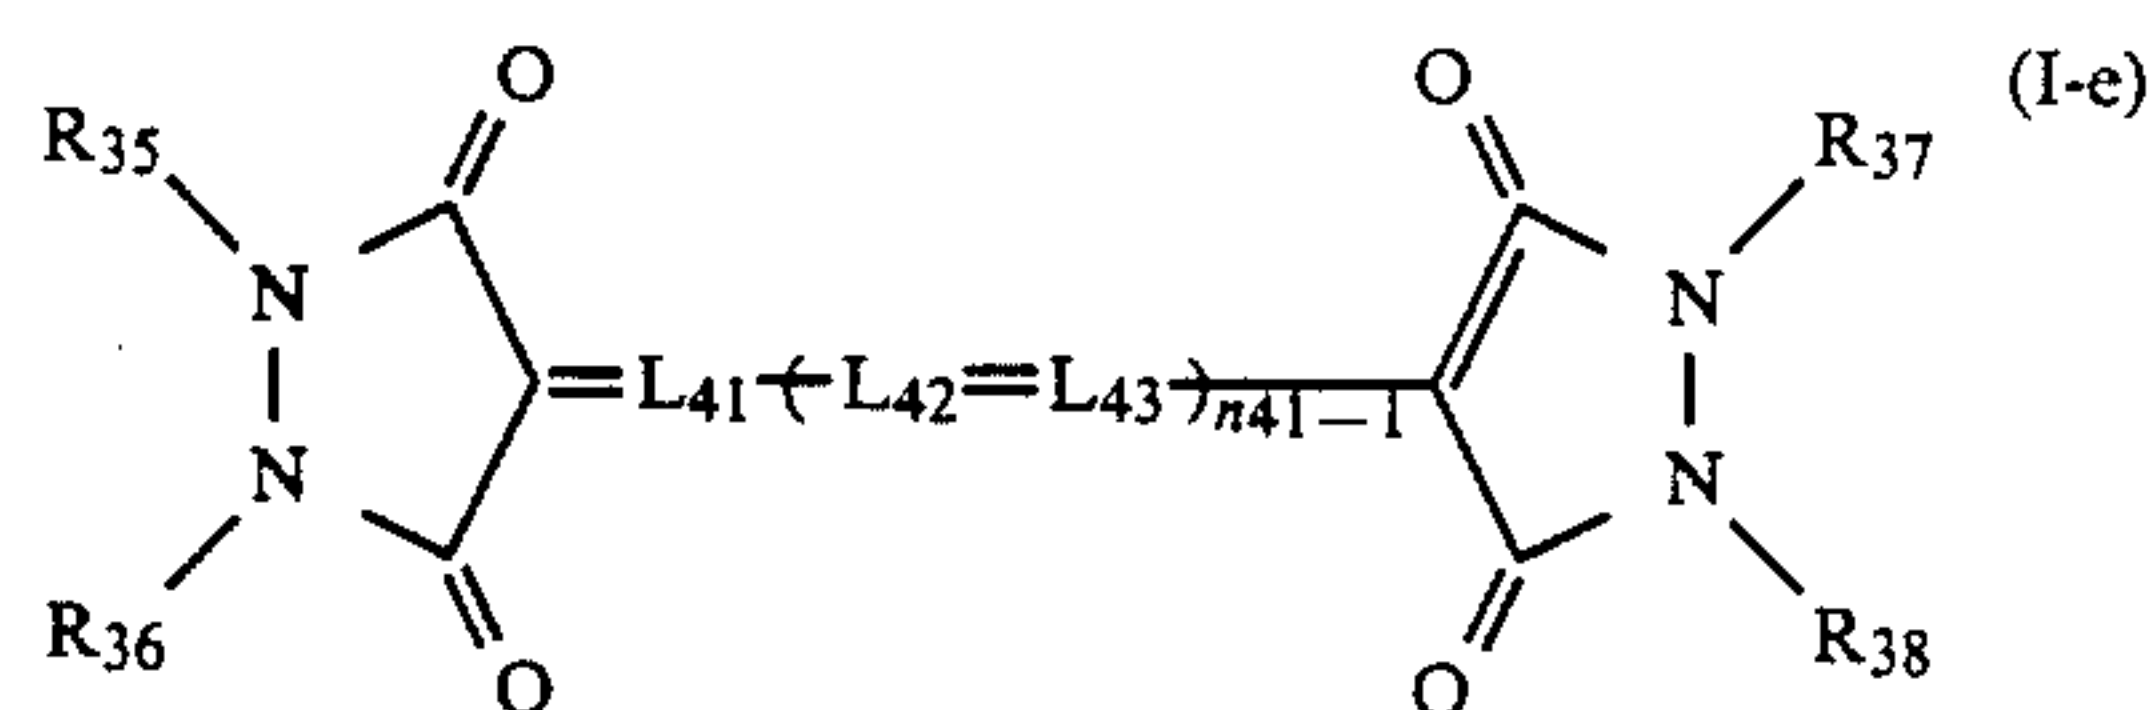 O O (I-e)
R35 R37
N N
=L41-(-L42=L43-)n41-1
N N
R36 R38
O O